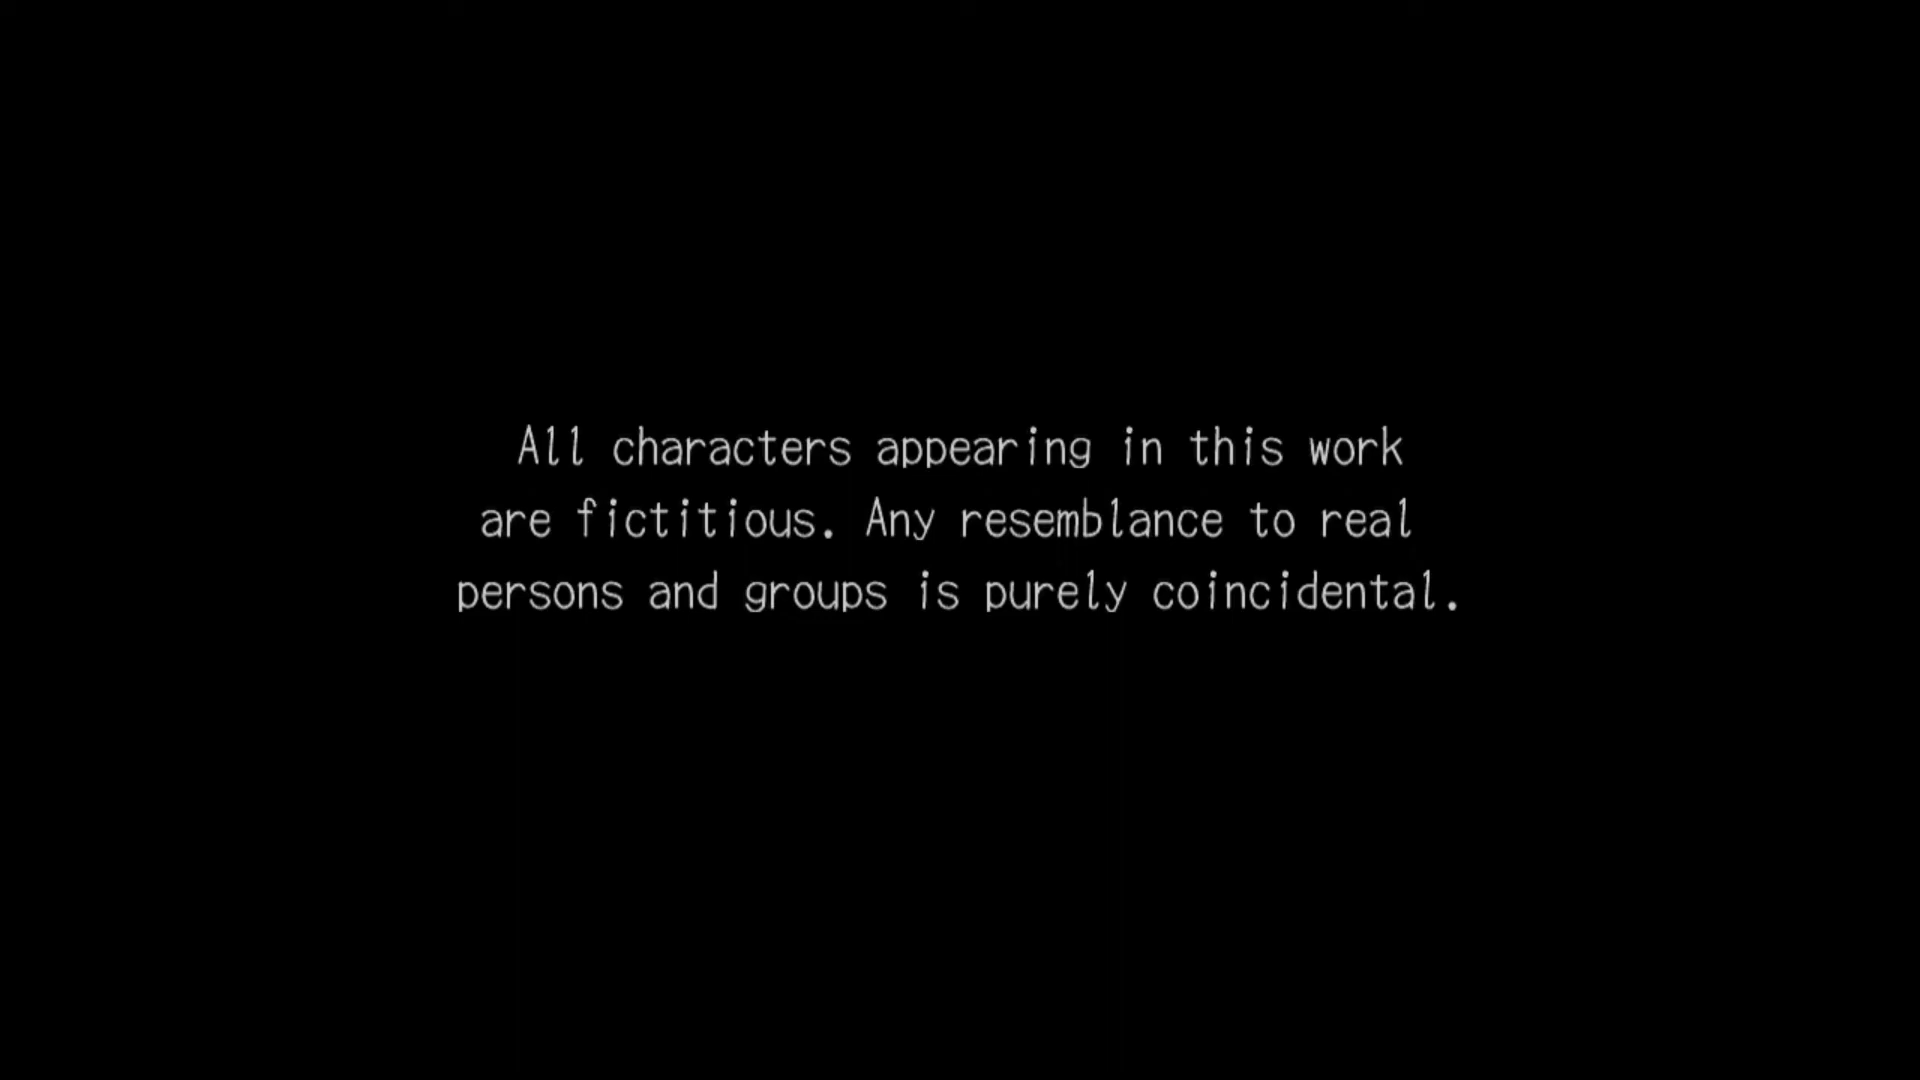 All characters appearing in this work
are fictitious. Any resemblance to real
persons and groups is purely coincidental.